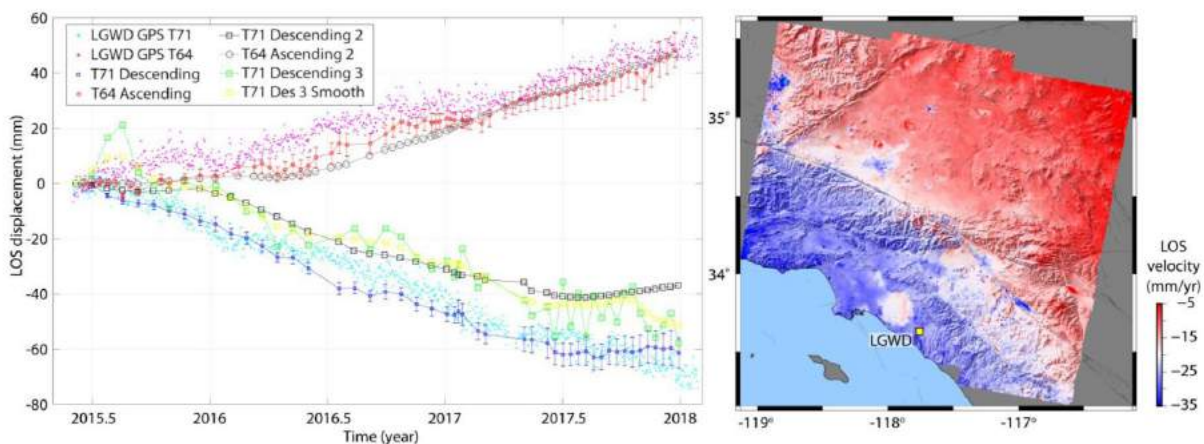 60
40
20
0
-20
-40
-60
-80
LOS displacement (mm)
LGWD GPS T71
LGWD GPS T64
T71 Descending
T64 Ascending
T71 Descending 2
T64 Ascending 2
T71 Descending 3
T71 Des 3 Smooth
2015.5
2016
2016.5
2017
2017.5
2018
Time (year)
35°
34°
LGWD
-119°
-118°
-117°
LOS
velocity
(mm/yr)
-5
-15
-25
-35